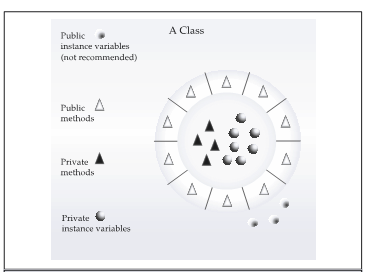 A Class
Public
instance variables
(not recommended)
Public
methods
Private
methods
Private
instance variables